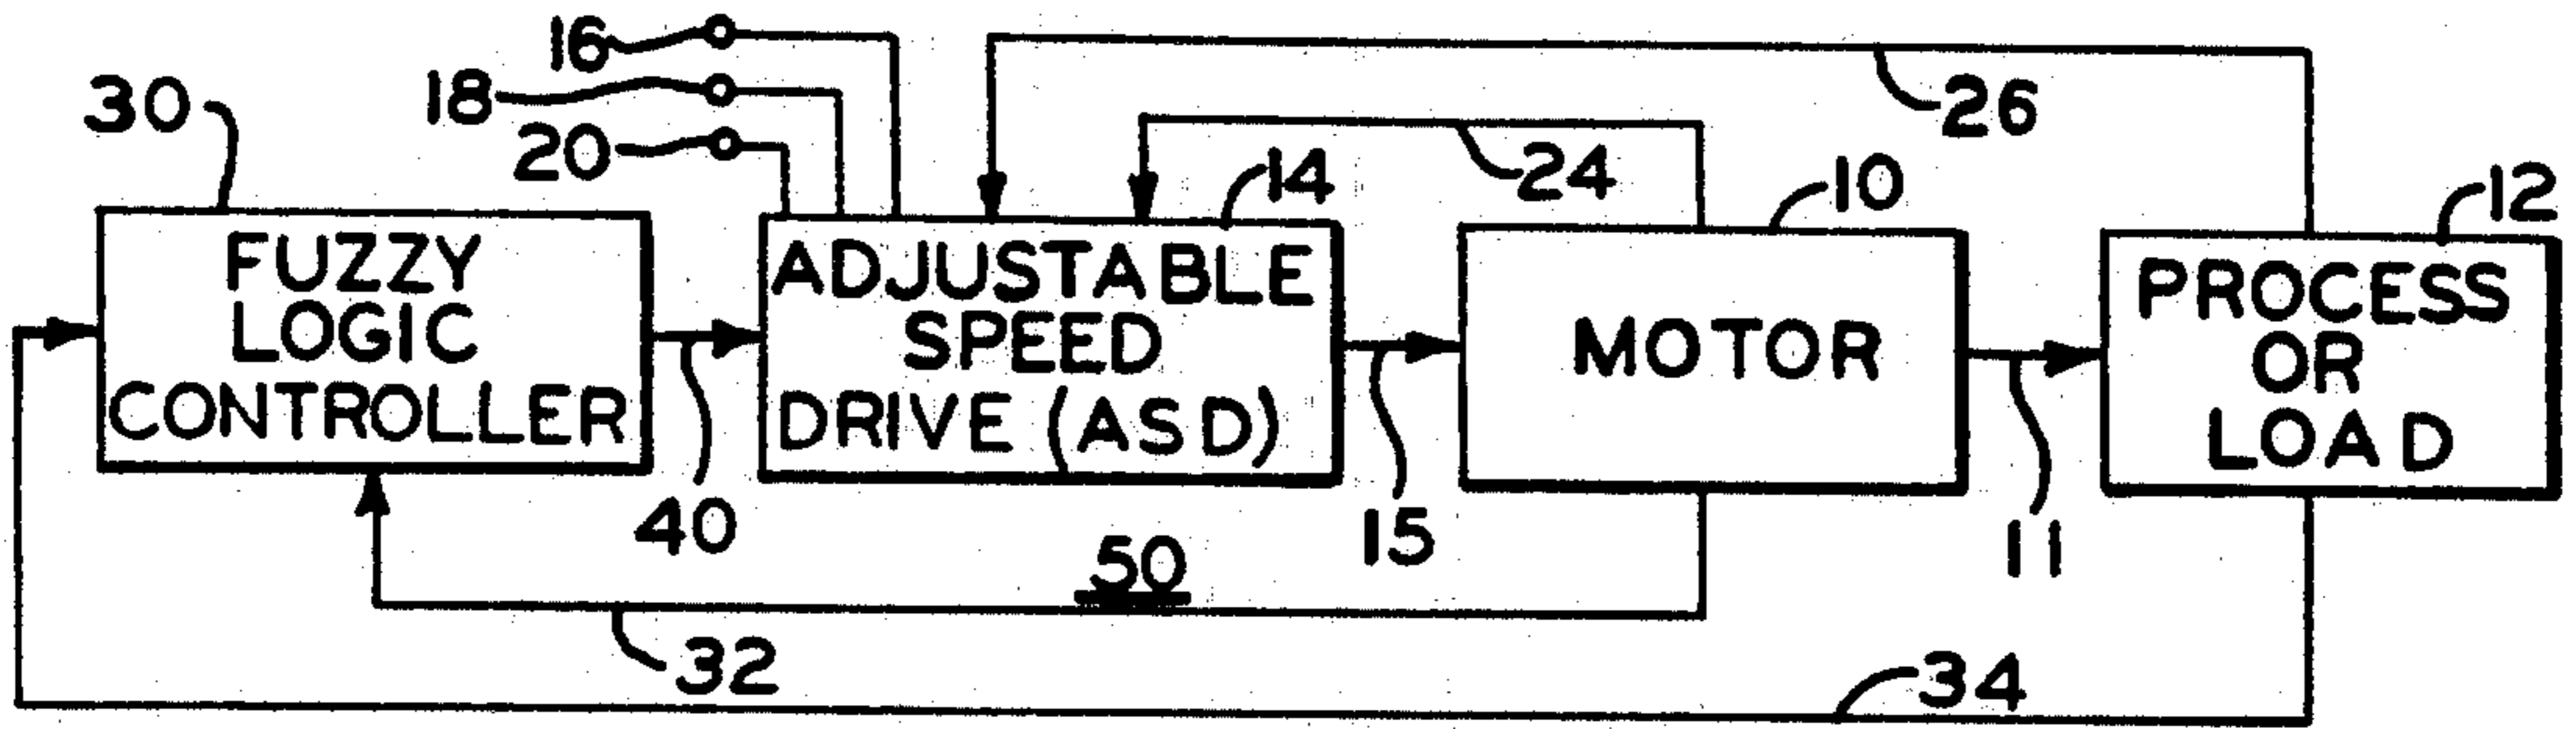 16
18
20
30
26
24
14
10
12
FUZZY
LOGIC
CONTROLLER
ADJUSTABLE
SPEED
DRIVE (ASD)
MOTOR
PROCESS
OR
LOAD
40
15
11
50
32
34